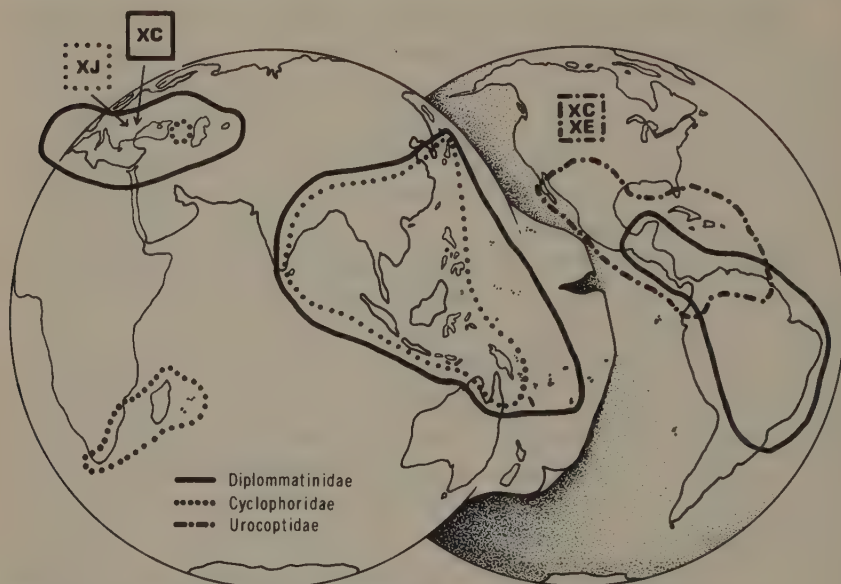 XC
XJ
XC
XE
Diplommatinidae
Cyclophoridae
Urocoptidae